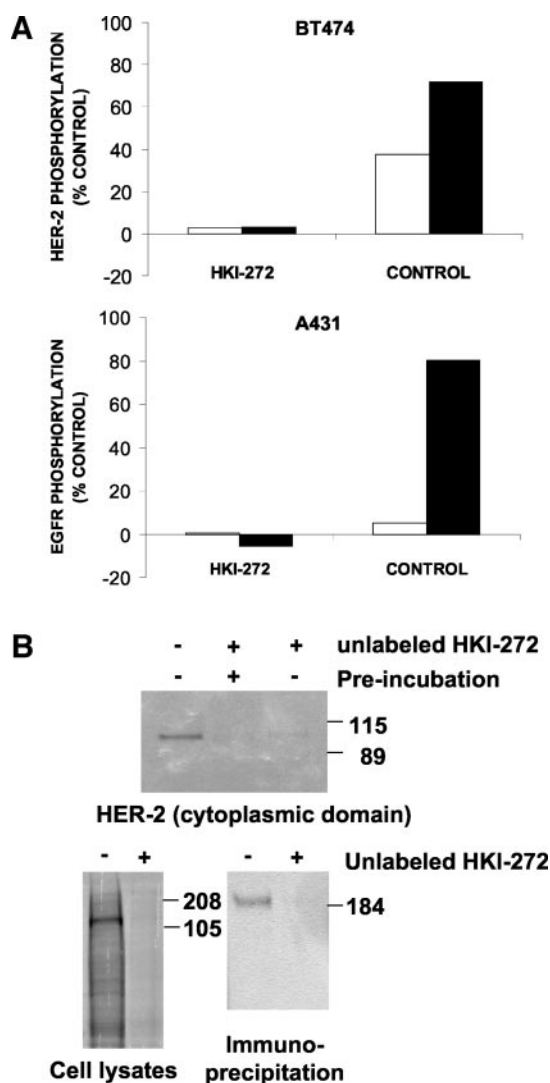 A
BT474
HER-2 PHOSPHORYLATION
(% CONTROL)
100
80
60
40
20
0
-20
HKI-272 CONTROL
A431
EGFR PHOSPHORYLATION
(% CONTROL)
100
80
60
40
20
0
-20
HKI-272 CONTROL
B
- + + unlabeled HKI-272
- + - Pre-incubation
115
89
HER-2 (cytoplasmic domain)
- + - + Unlabeled HKI-272
208
105
184
Cell lysates
Immuno-
precipitation